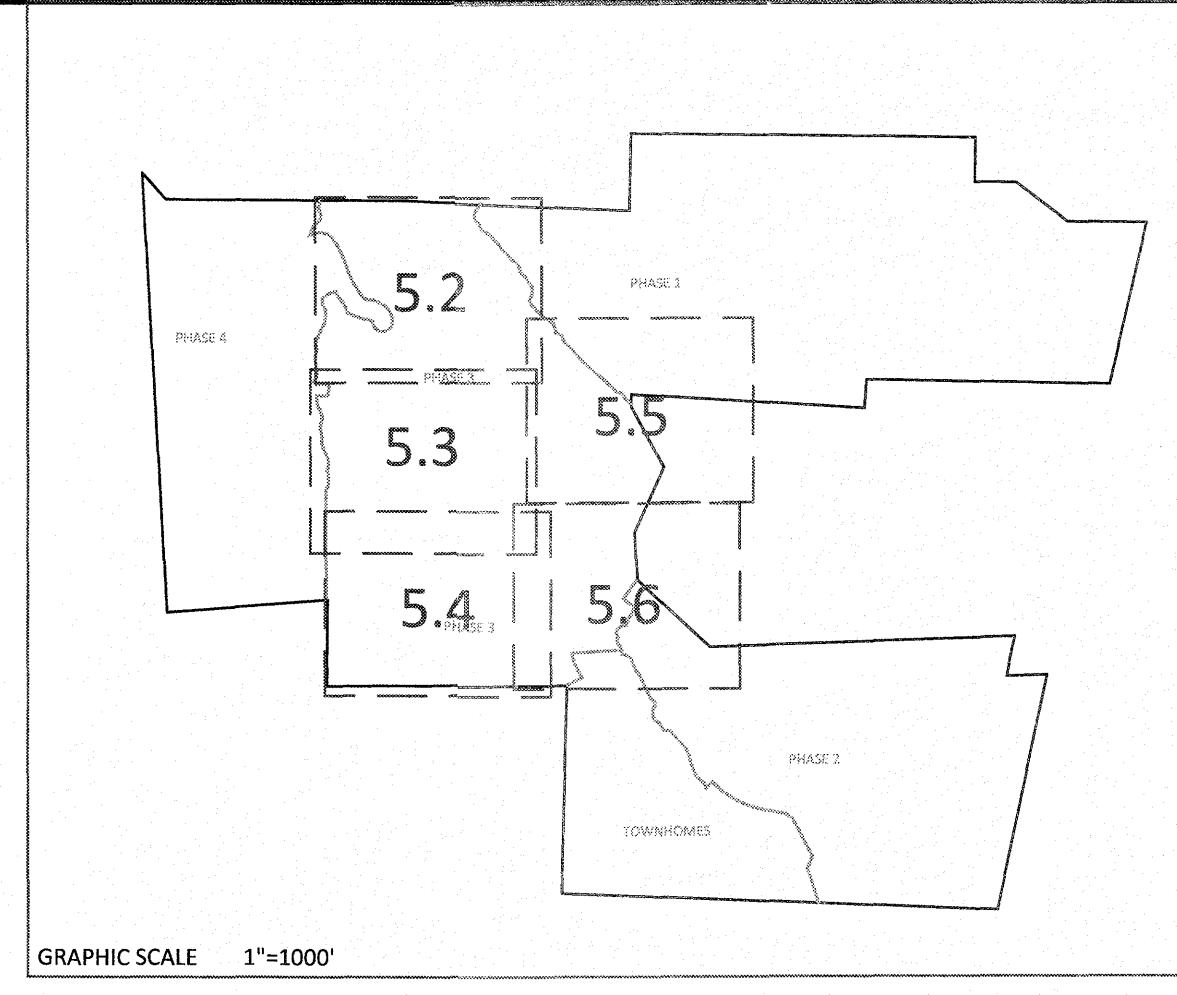 PHASE 1
5.2
PHASE 4
PHASE 3
5.5
5.3
5.4
5.6
PHASE 3
PHASE 2
TOWNHOMES
GRAPHIC SCALE 1"=1000'